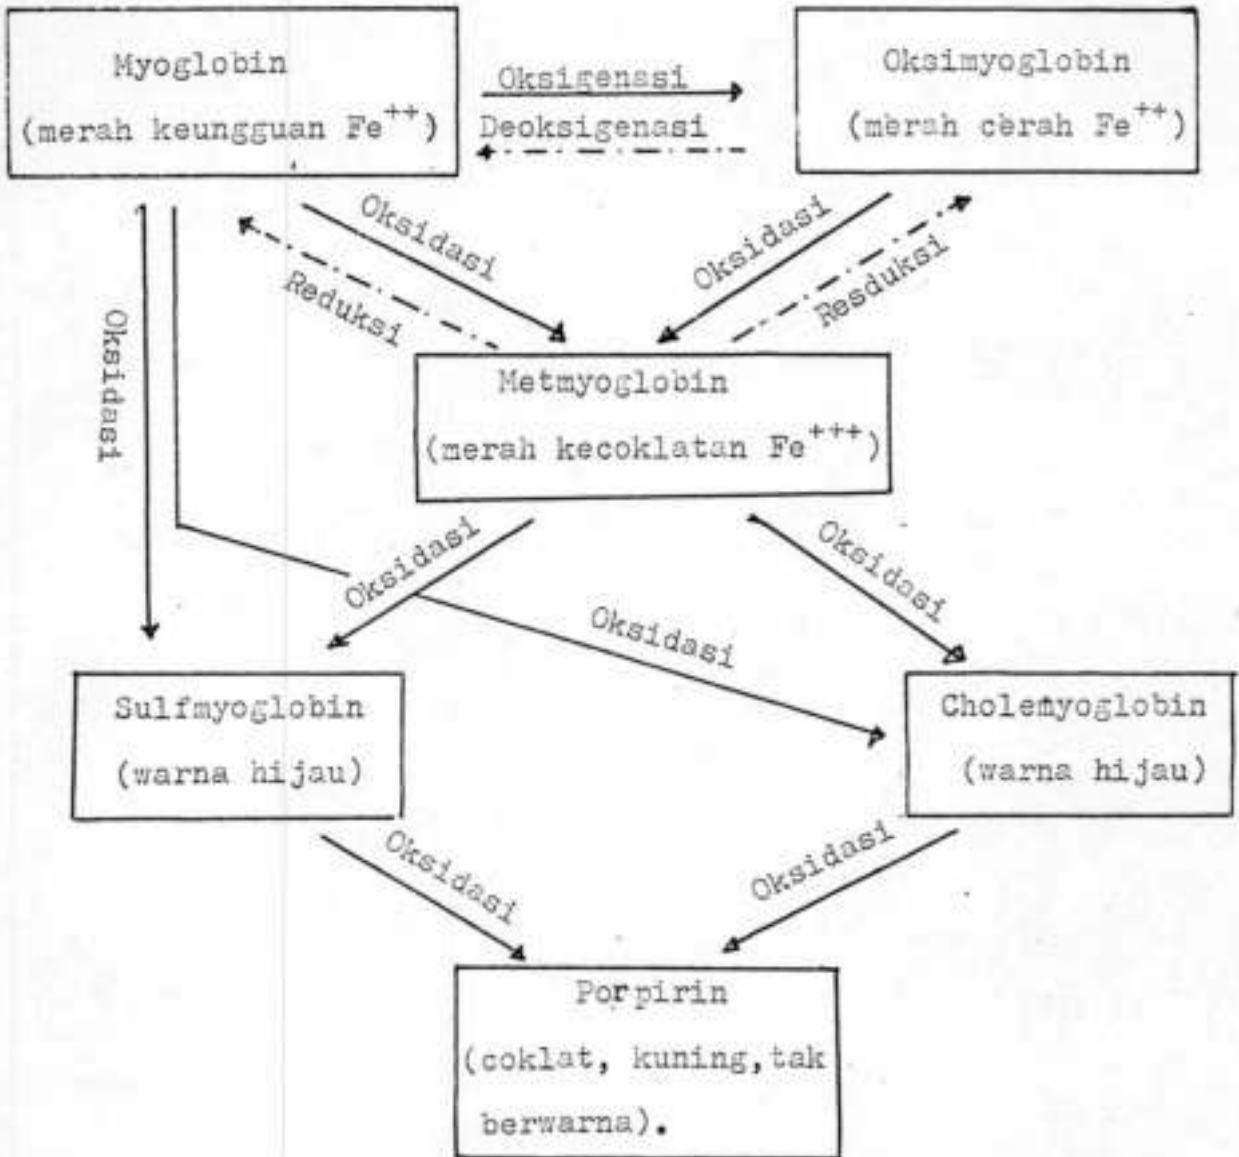 Myoglobin
(merah keungguan Fe++)
Oksigenasi
Deoksigenasi
Oksimyoglobin
(merah cerah Fe++)
Oksidasi
Reduksi
Oksidasi
Resduksi
Oksidasi
Metmyoglobin
(merah kecoklatan Fe+++)
Oksidasi
Oksidasi
Oksidasi
Sulfmyoglobin
(warna hijau)
Cholemyoglobin
(warna hijau)
Oksidasi
Oksidasi
Porpirin
(coklat, kuning,tak
berwarna).